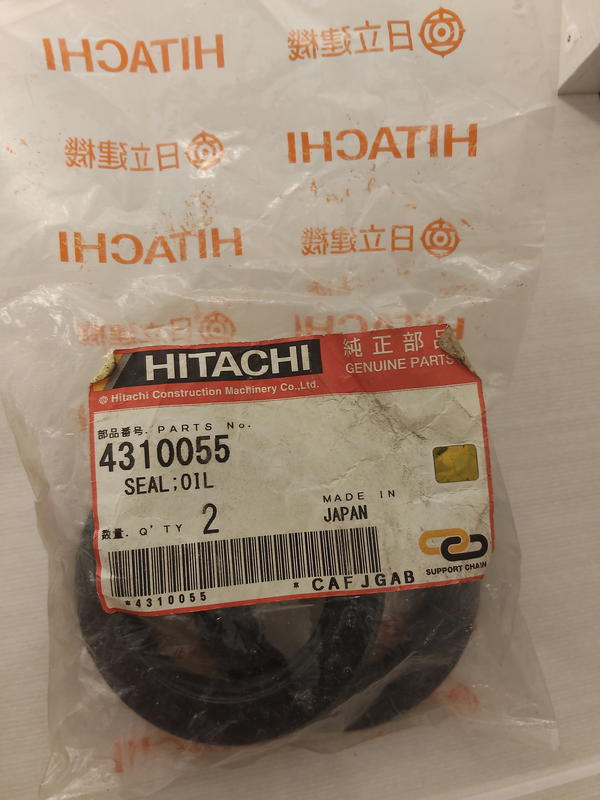 HITACHI 日立建機
日立建機 HITACHI
HITACHI 日立建機
日立建機 HITACHI
HITACHI 純正部品
GENUINE PARTS
Hitachi Construction Machinery Co.,Ltd.
部品番号. PARTS No.
4310055
SEAL;OIL
数量. Q'TY 2
MADE IN
JAPAN
SUPPORT CHAIN
* CAFJGAB
*4310055